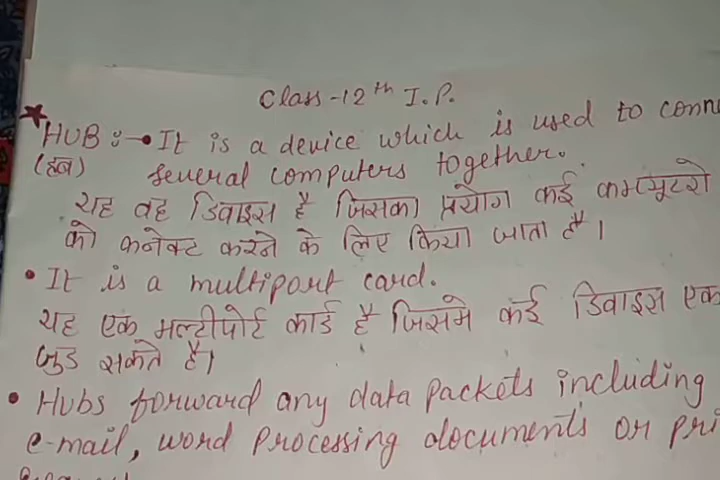 Class-12th I.P.
★ HUB :- • It is a device which is used to conn
(हब) several computers together.
यह वह डिवाइस है जिसका प्रयोग कई कम्प्यूटरो
को कनेक्ट करने के लिए किया जाता है।
• It is a multiport card.
यह एक मल्टीपोर्ट कार्ड है जिसमे कई डिवाइस एक
जुड सकते है।
• Hubs forward any data packets including
e-mail, word processing documents or pri